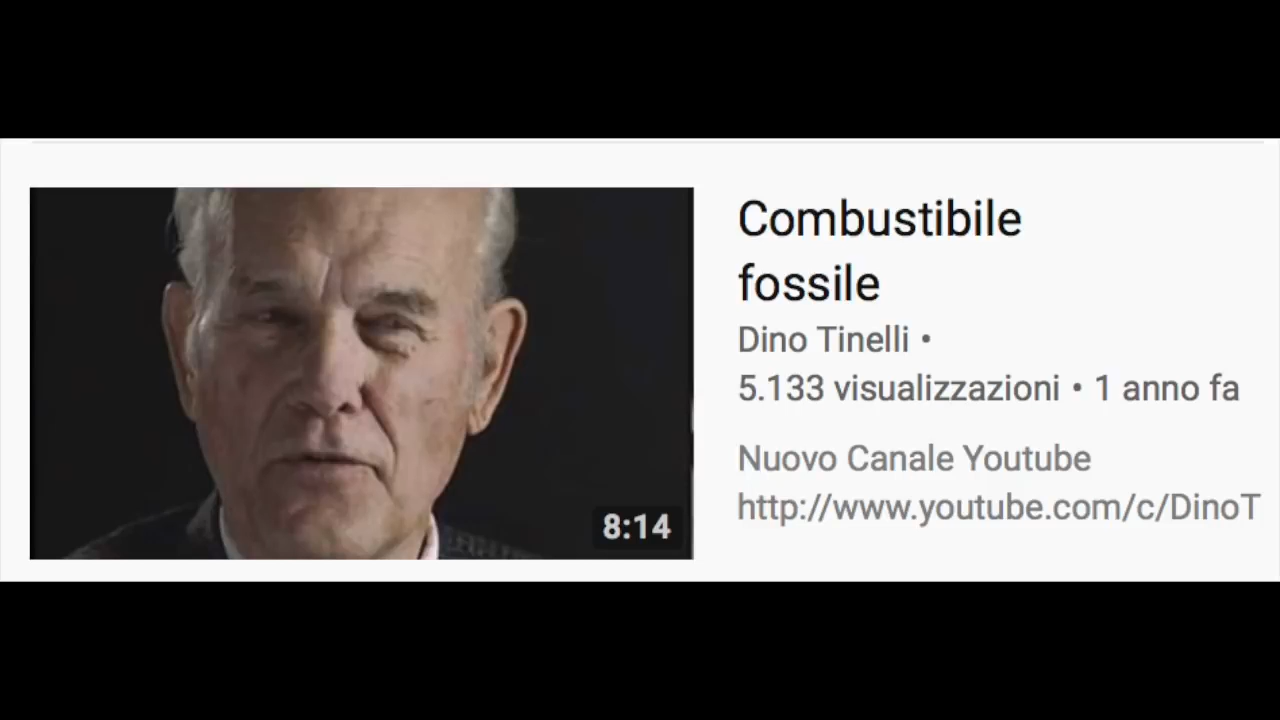 Combustibile
fossile
Dino Tinelli •
5.133 visualizzazioni • 1 anno fa
Nuovo Canale Youtube
http://www.youtube.com/c/DinoT
8:14